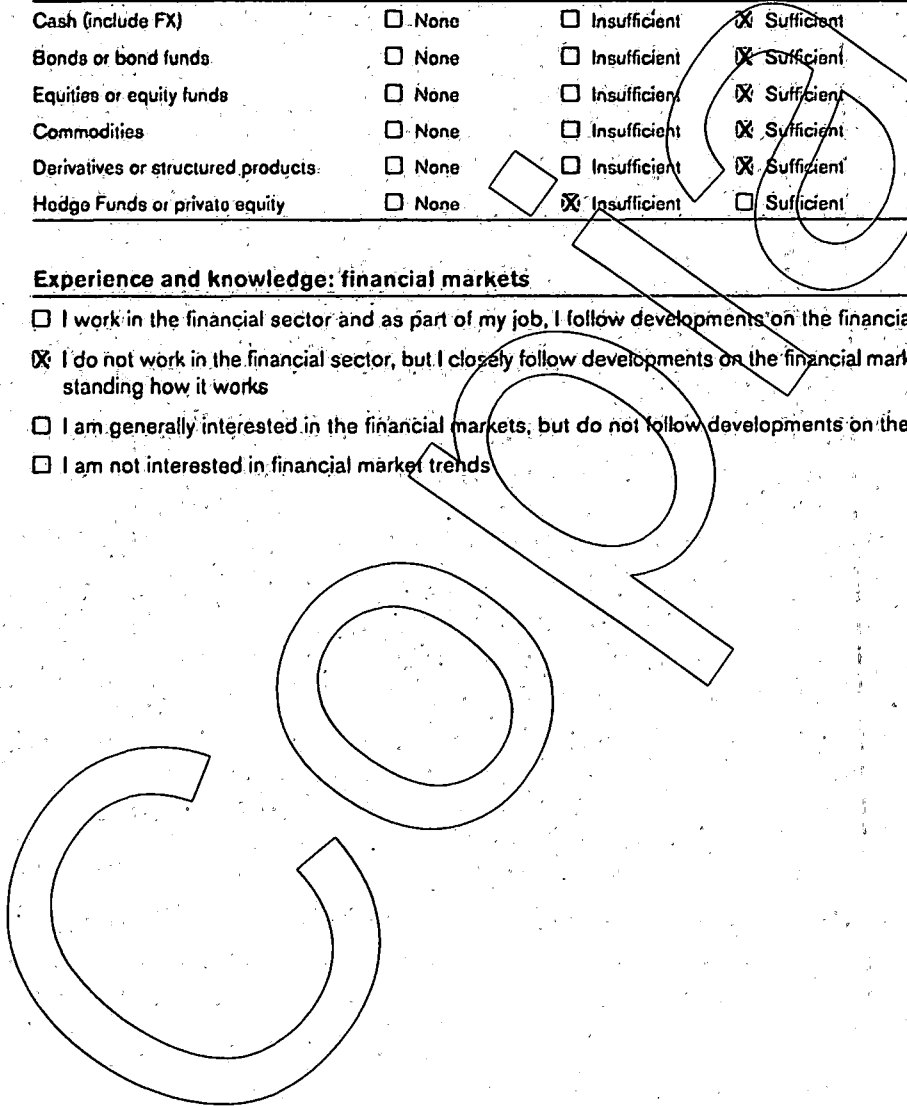 Cash (include FX) ☐ None ☐ Insufficient ☒ Sufficient
Bonds or bond funds ☐ None ☐ Insufficient ☒ Sufficient
Equities or equity funds ☐ None ☐ Insufficient ☒ Sufficient
Commodities ☐ None ☐ Insufficient ☒ Sufficient
Derivatives or structured products ☐ None ☐ Insufficient ☒ Sufficient
Hedge Funds or private equity ☐ None ☒ Insufficient ☐ Sufficient
Experience and knowledge: financial markets
☐ I work in the financial sector and as part of my job, I follow developments on the financia
☒ I do not work in the financial sector, but I closely follow developments on the financial mark
standing how it works
☐ I am generally interested in the financial markets, but do not follow developments on the
☐ I am not interested in financial market trends
Copia